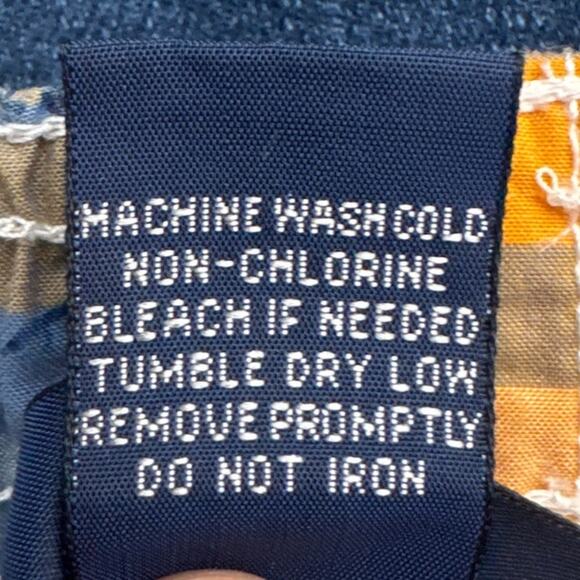 MACHINE WASH COLD
NON-CHLORINE
BLEACH IF NEEDED
TUMBLE DRY LOW
REMOVE PROMPTLY
DO NOT IRON